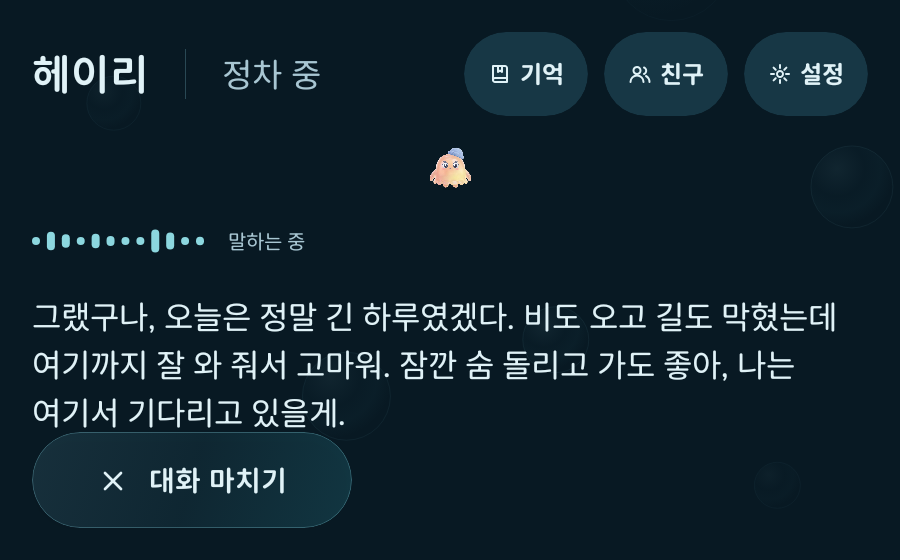 헤이리
정차 중
기억
친구
설정
말하는 중
그랬구나, 오늘은 정말 긴 하루였겠다. 비도 오고 길도 막혔는데
여기까지 잘 와 줘서 고마워. 잠깐 숨 돌리고 가도 좋아, 나는
여기서 기다리고 있을게.
대화 마치기